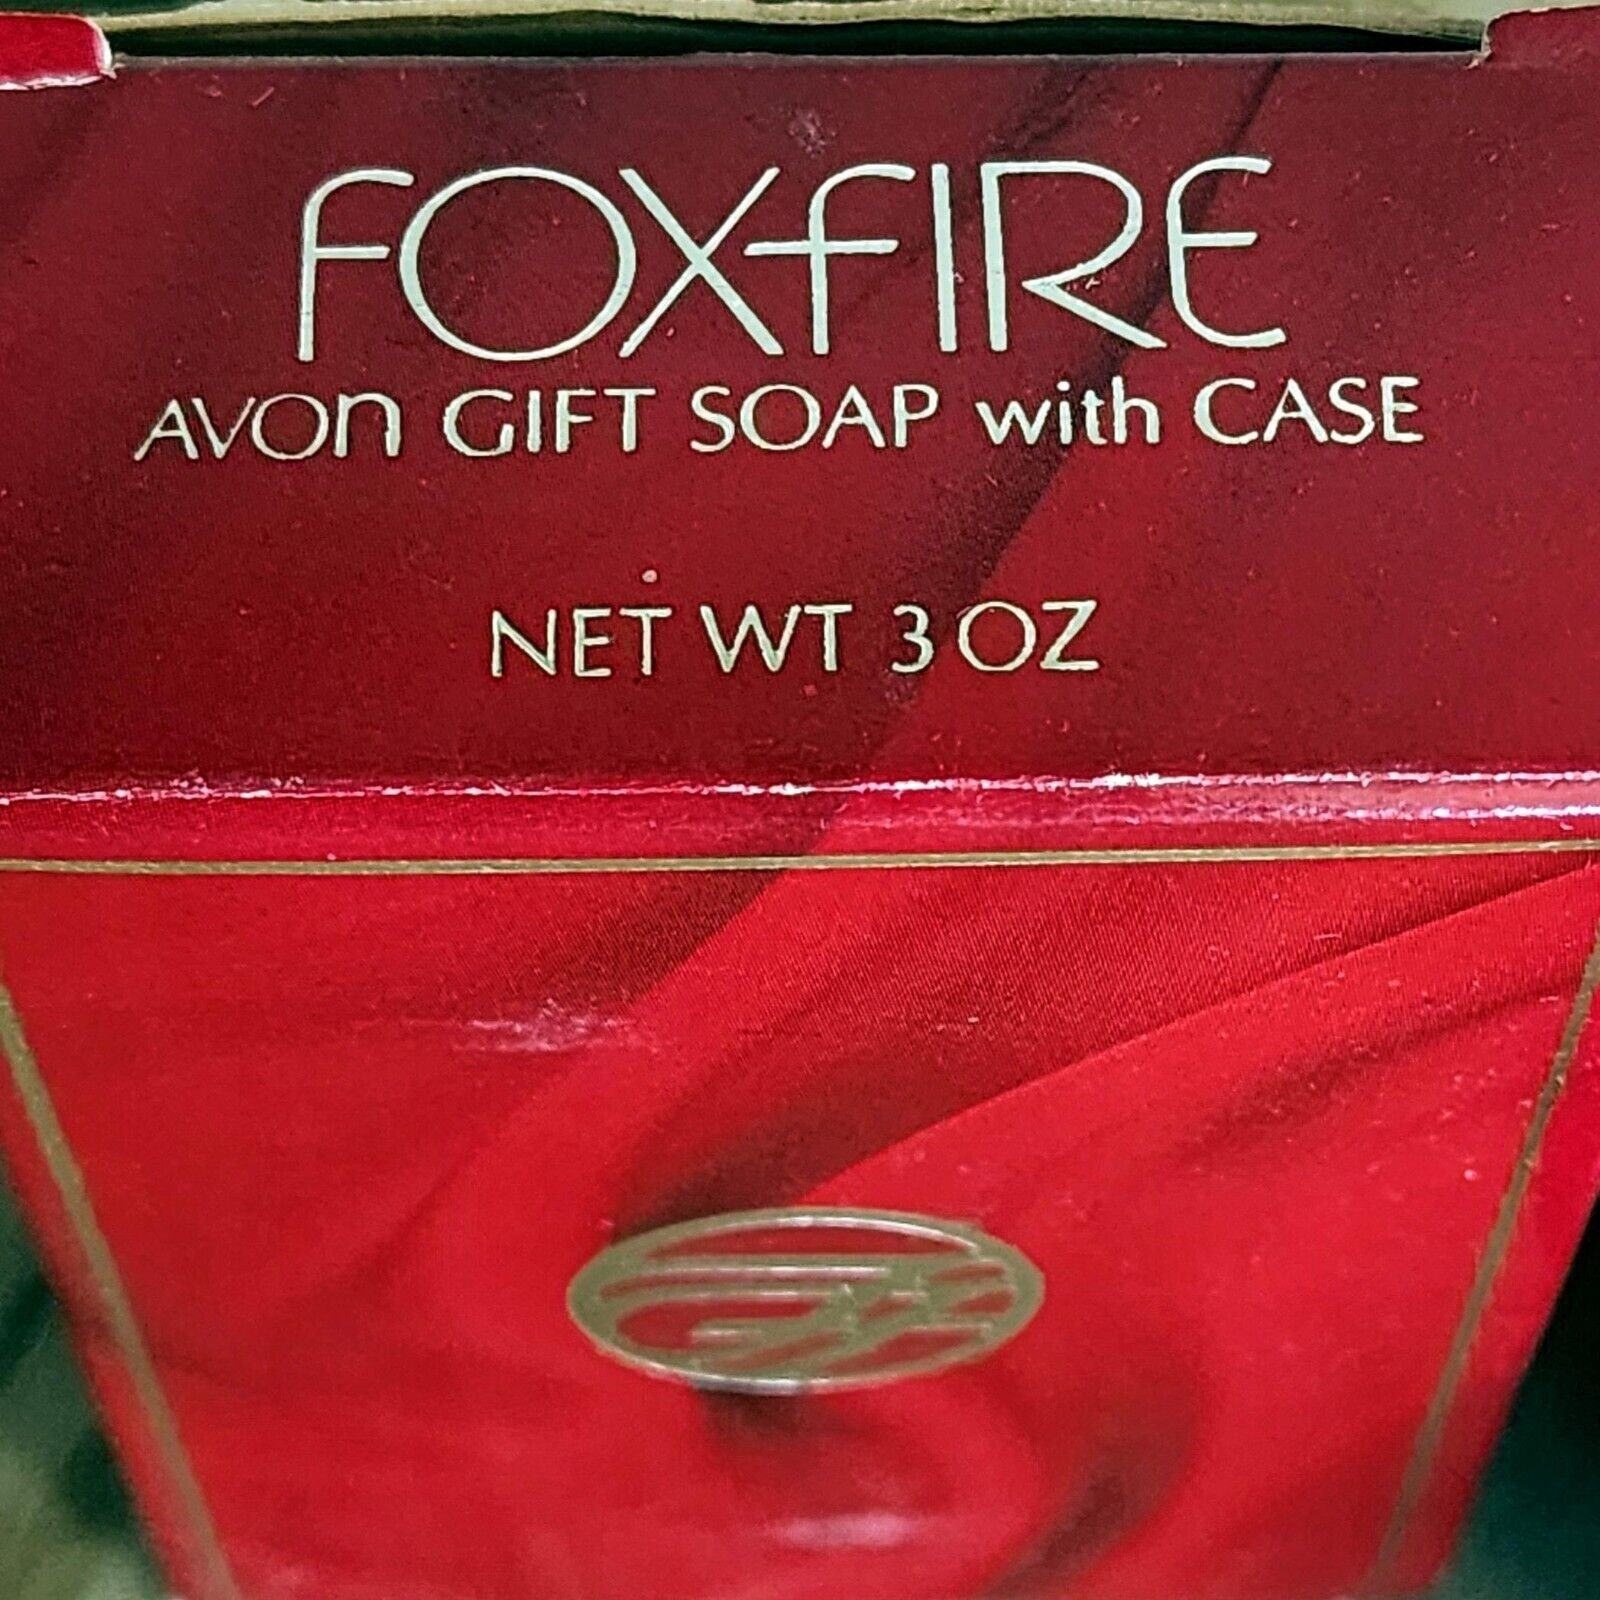 FOXFIRE
AVON GIFT SOAP with CASE
NET WT 3 OZ